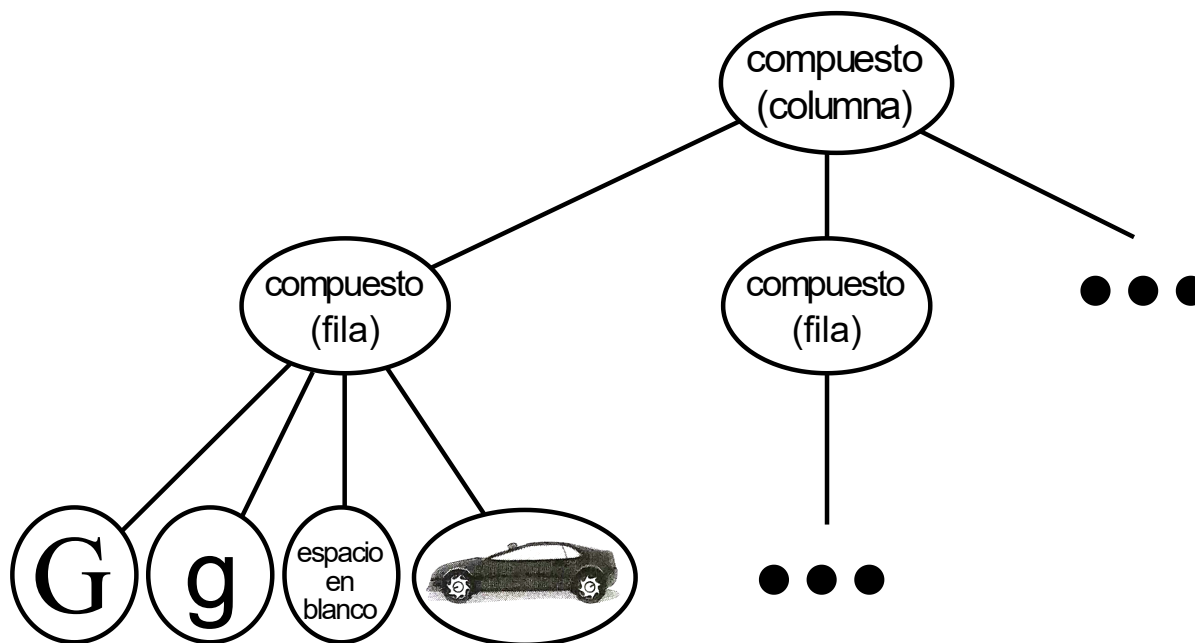 compuesto
(columna)
compuesto
(fila)
compuesto
(fila)
G
g
espacio
en
blanco